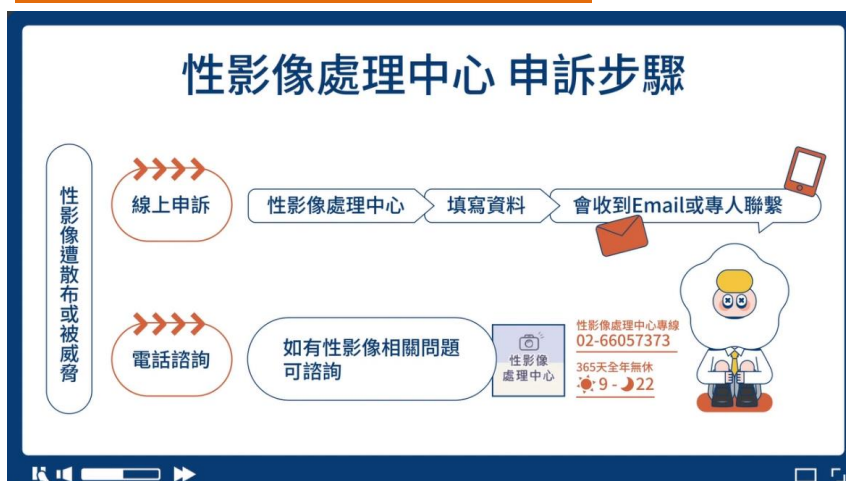 性影像處理中心 申訴步驟
性影像遭散布或被威脅
線上申訴
性影像處理中心
填寫資料
會收到Email或專人聯繫
電話諮詢
如有性影像相關問題
可諮詢
性影像
處理中心
性影像處理中心專線
02-66057373
365天全年無休
9 - 22